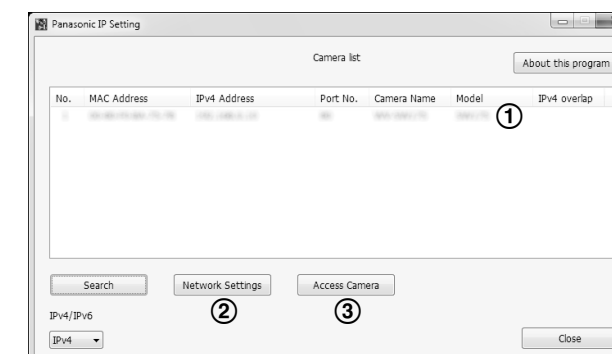 Panasonic IP Setting
Camera list
About this program
No. MAC Address IPv4 Address Port No. Camera Name Model IPv4 overlap
①
Search Network Settings Access Camera
② ③
IPv4/IPv6
IPv4 Close